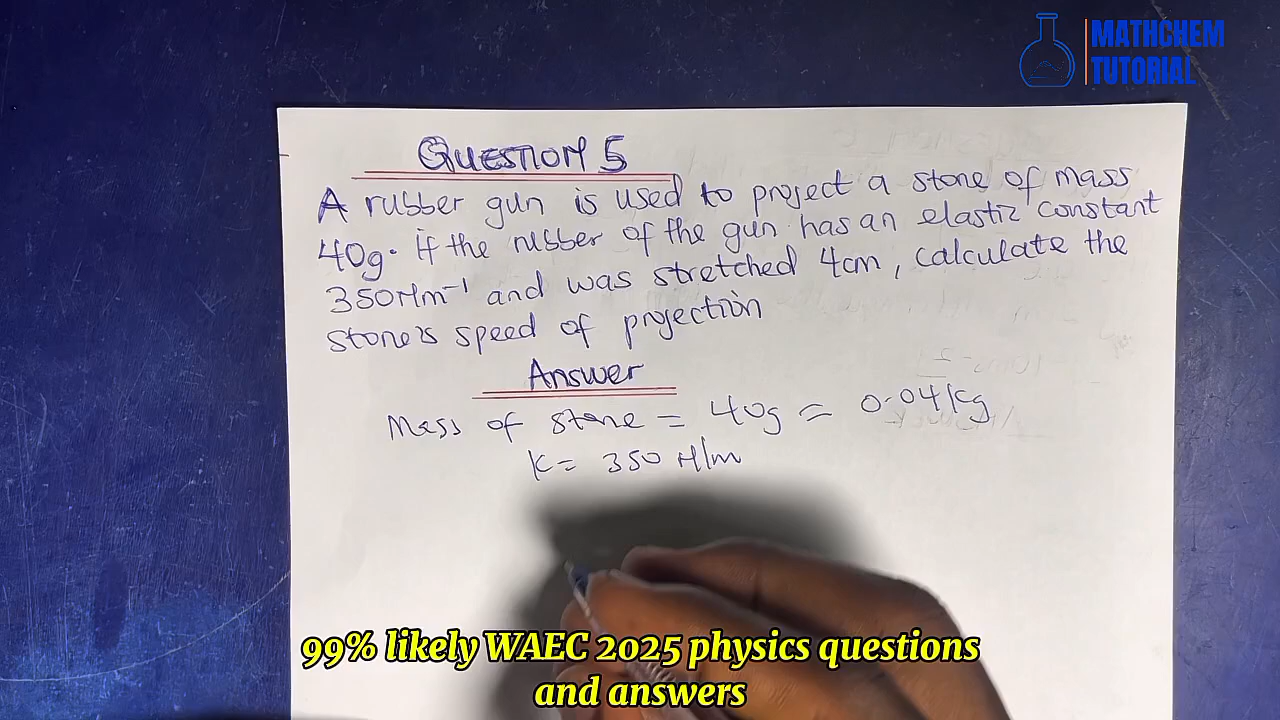 MATHCHEM
TUTORIAL
QUESTION 5
A rubber gun is used to project a stone of mass
40g. if the rubber of the gun has an elastic constant
350Nm⁻¹ and was stretched 4cm, calculate the
stone's speed of projection
Answer
Mass of stone = 40g = 0.04kg
K = 350 N/m
99% likely WAEC 2025 physics questions
and answers